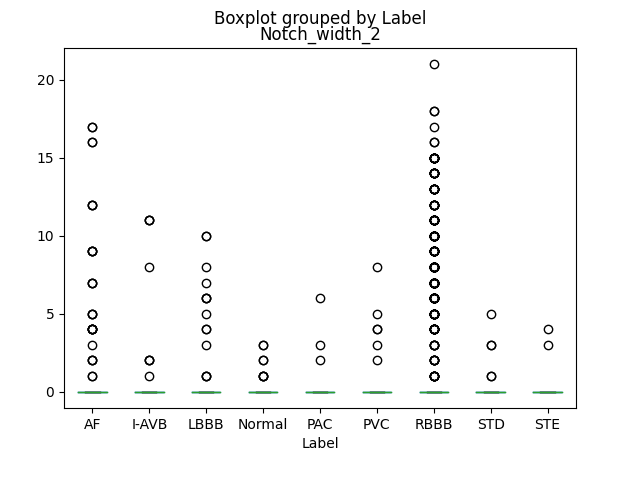 Boxplot grouped by Label
Notch_width_2
20
15
10
5
0
AF I-AVB LBBB Normal PAC PVC RBBB STD STE
Label